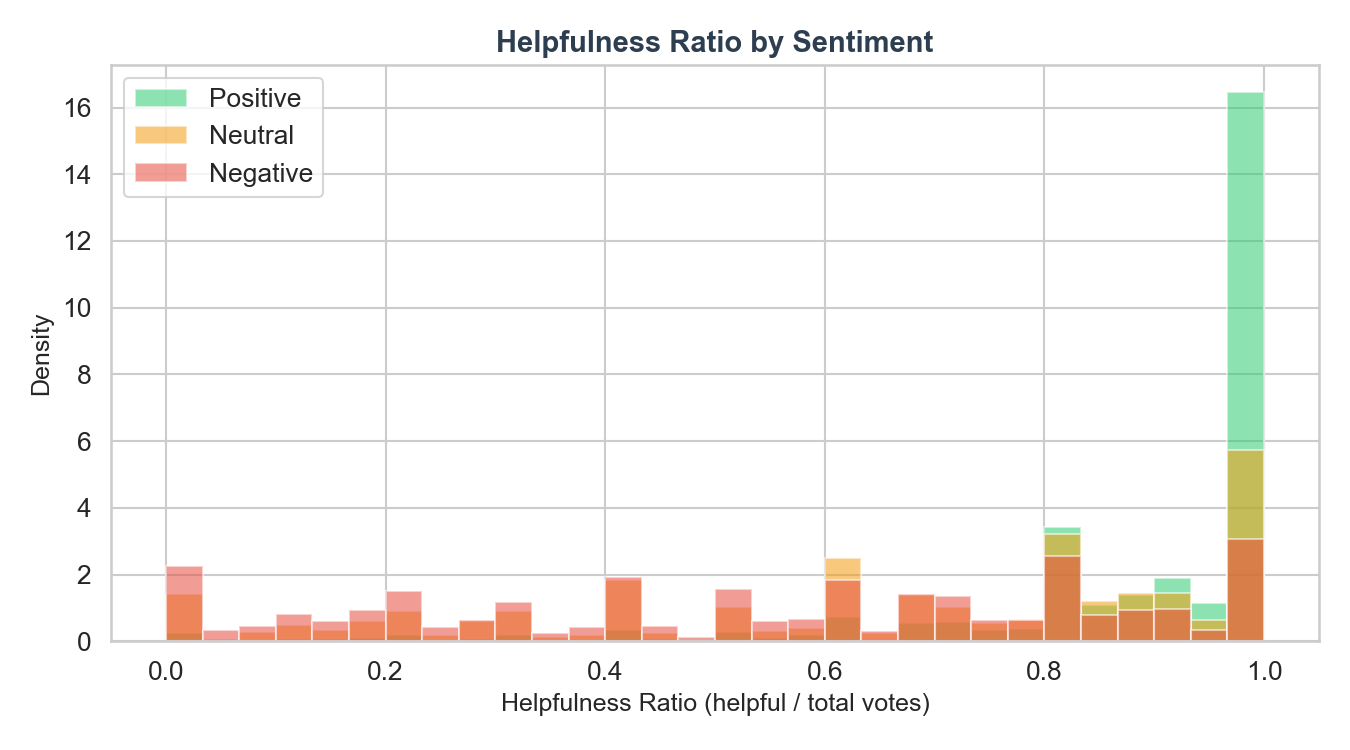 Helpfulness Ratio by Sentiment
Positive
Neutral
Negative
Density
16
14
12
10
8
6
4
2
0
0.0 0.2 0.4 0.6 0.8 1.0
Helpfulness Ratio (helpful / total votes)